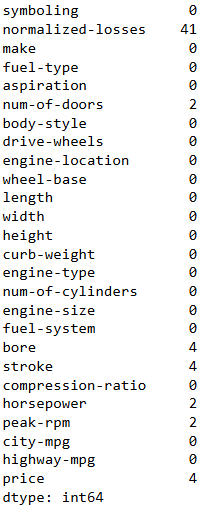 symboling 0
normalized-losses 41
make 0
fuel-type 0
aspiration 0
num-of-doors 2
body-style 0
drive-wheels 0
engine-location 0
wheel-base 0
length 0
width 0
height 0
curb-weight 0
engine-type 0
num-of-cylinders 0
engine-size 0
fuel-system 0
bore 4
stroke 4
compression-ratio 0
horsepower 2
peak-rpm 2
city-mpg 0
highway-mpg 0
price 4
dtype: int64